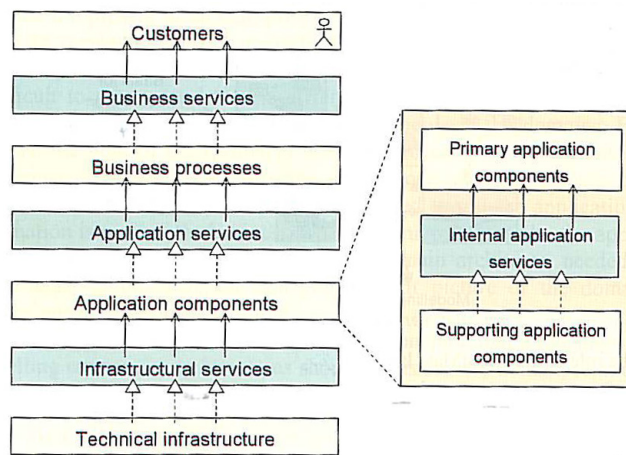 Customers
Business services
Business processes
Application services
Application components
Infrastructural services
Technical infrastructure
Primary application
components
Internal application
services
Supporting application
components